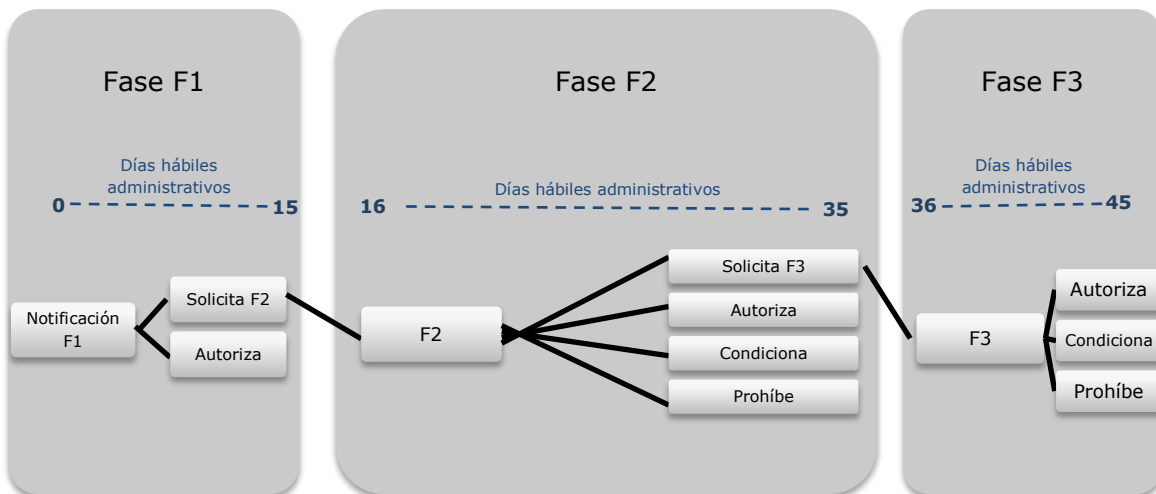 Fase F1
Días hábiles
administrativos
0
15
Notificación
F1
Solicita F2
Autoriza
Fase F2
Días hábiles administrativos
16
35
F2
Solicita F3
Autoriza
Condiciona
Prohíbe
Fase F3
Días hábiles
administrativos
36
45
F3
Autoriza
Condiciona
Prohíbe